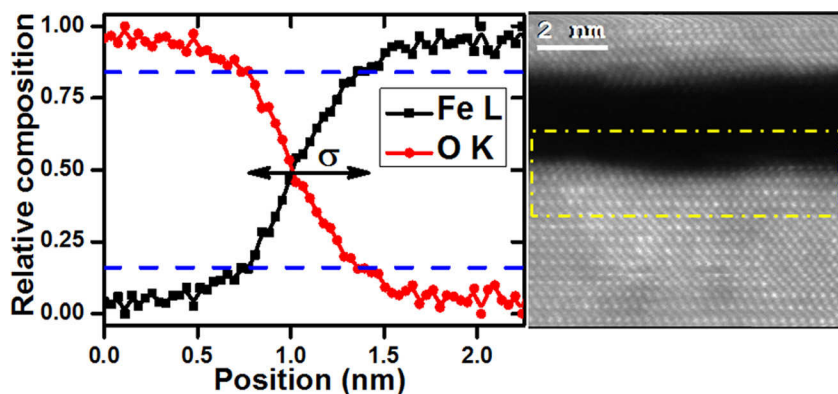 Relative composition
1.00
0.75
0.50
0.25
0.00
0.0 0.5 1.0 1.5 2.0
Position (nm)
Fe L
O K
σ
2 nm